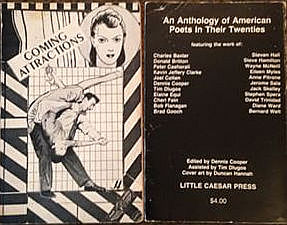 COMING
ATTRACTIONS
An Anthology of American
Poets In Their Twenties
featuring the work of:
Charles Baxter
Donald Britton
Peter Cashorali
Kevin Jeffery Clarke
Joel Colten
Dennis Cooper
Tim Dlugos
Elaine Equi
Cheri Fein
Bob Flanagan
Brad Gooch
Steven Hall
Steve Hamilton
Wayne McNeill
Eileen Myles
Anne Pitrone
Jerome Sala
Jack Skelley
Stephen Spera
David Trinidad
Diane Ward
Bernard Welt
Edited by Dennis Cooper
Assisted by Tim Dlugos
Cover art by Duncan Hannah
LITTLE CAESAR PRESS
$4.00